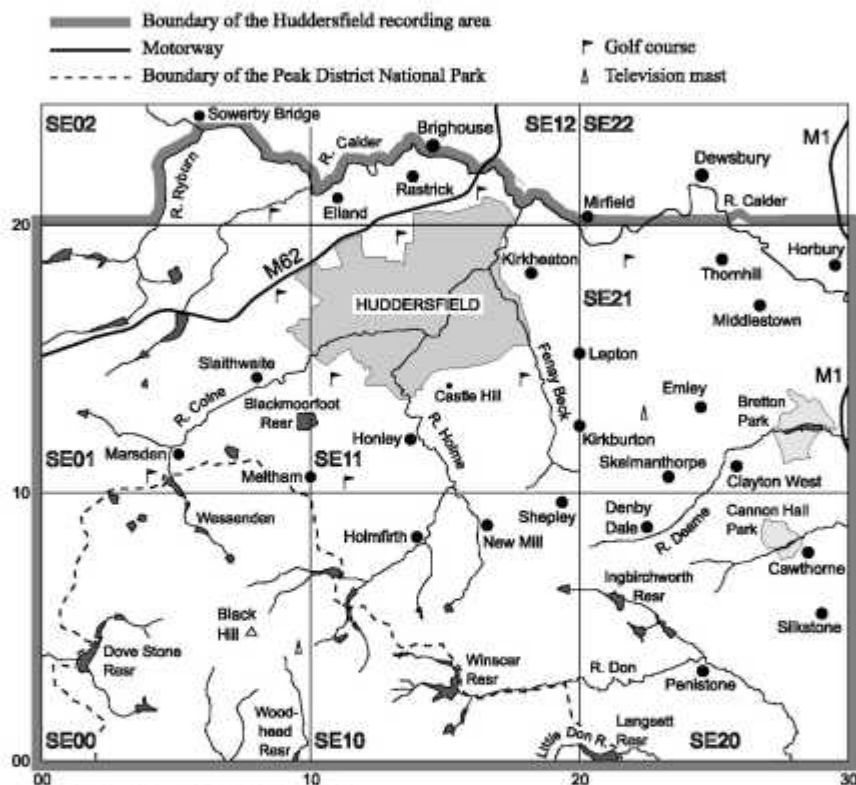 Boundary of the Huddersfield recording area
Motorway
Golf course
Boundary of the Peak District National Park
Television mast
SE02
Sowerby Bridge
Brighouse
SE12
SE22
M1
R. Calder
Dewsbury
R. Ryburn
Rastrick
Elland
Mirfield
R. Calder
20
M62
Kirkheaton
Thornhill
Horbury
HUDDERSFIELD
SE21
Middlestown
Slaithwaite
Fenay Beck
Lepton
M1
R. Colne
Castle Hill
Emley
Bretton
Park
Blackmoorfoot
Resr
R. Holme
Honley
Kirkburton
Marsden
SE01
Meltham
SE11
Skelmanthorpe
Clayton West
10
Wessenden
Shepley
Denby
Dale
R. Dearne
Cannon Hall
Park
Holmfirth
New Mill
Cawthorne
Ingbirchworth
Resr
Black
Hill
Silkstone
Dove Stone
Resr
Winscar
Resr
R. Don
Penistone
Wood-
head
Resr
Little Don R.
Langsett
Resr
SE00
SE10
SE20
00
00
10
20
30